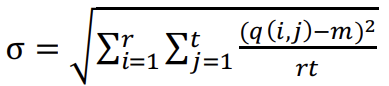 σ = √(∑_{i=1}^{r} ∑_{j=1}^{t} (q(i,j)−m)² / rt)